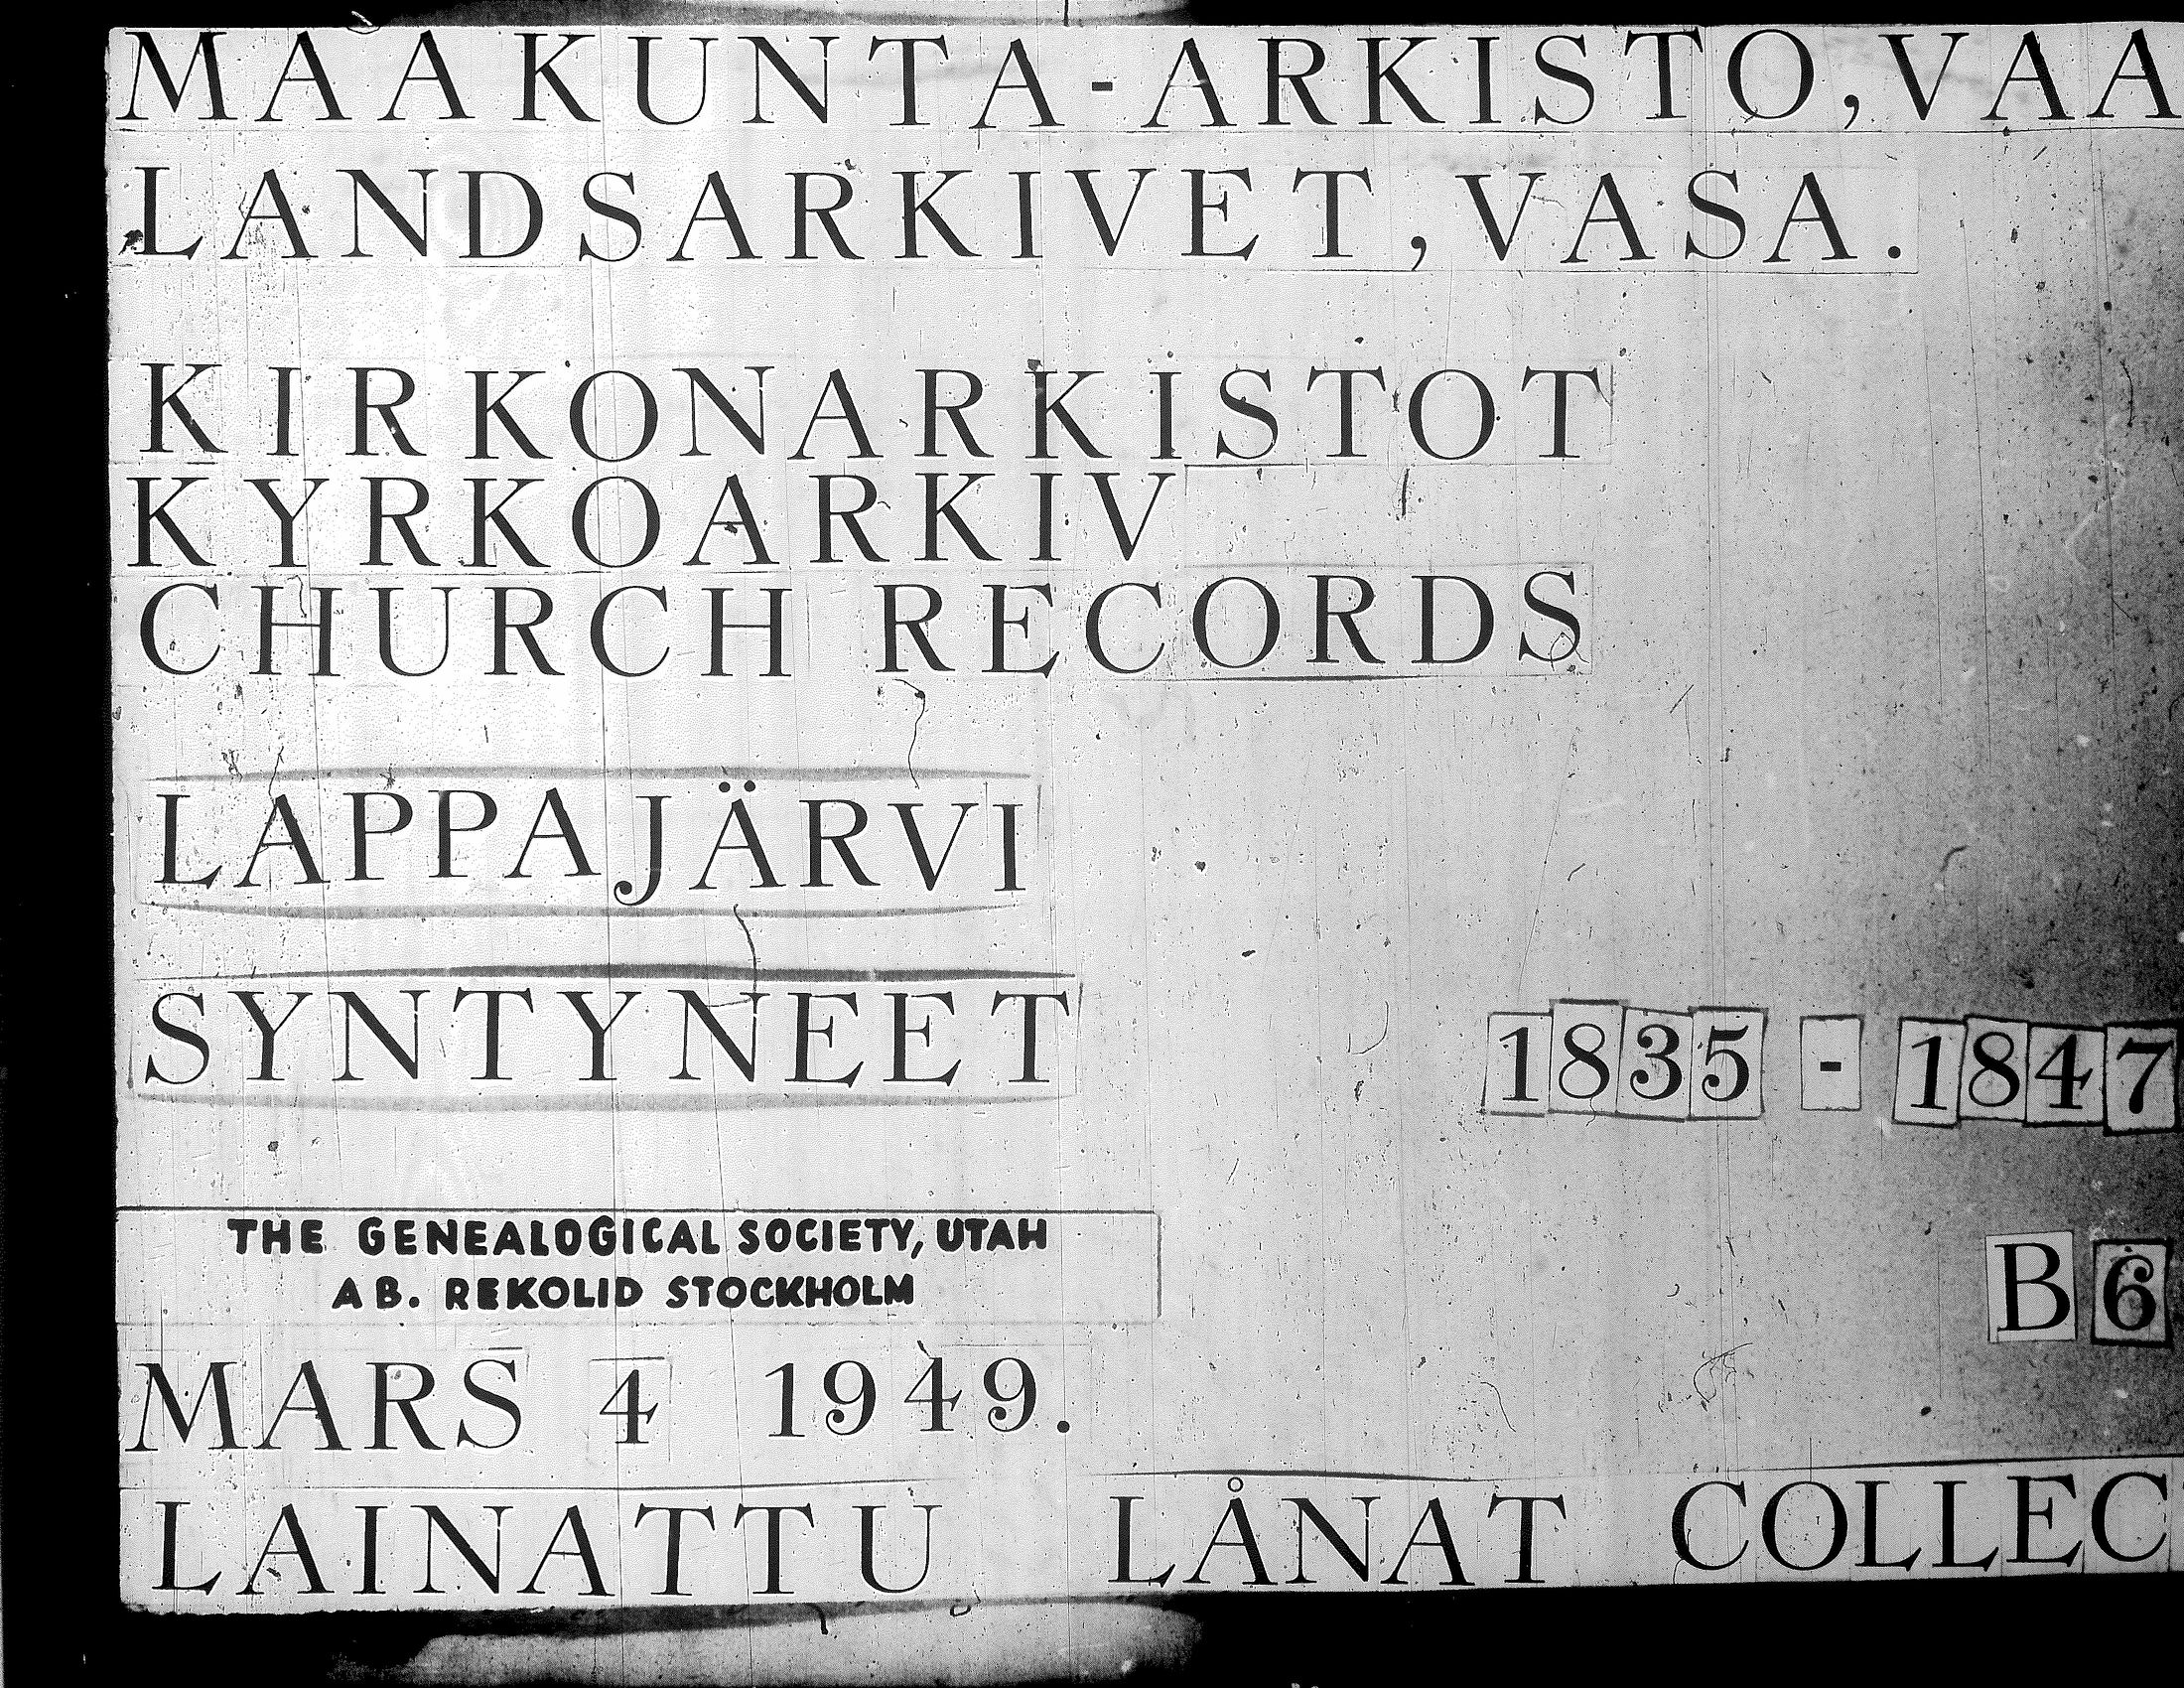 MAAKUNTA-ARKISTO, VAA
LANDSARKIVET, VASA.
KIRKONARKISTOT
KYRKOARKIV
CHURCH RECORDS
LAPPAJÄRVI
SYNTYNEET 1835 - 1847
THE GENEALOGICAL SOCIETY, UTAH
AB. REKOLID STOCKHOLM
B 6
MARS 4 1949.
LAINATTU LÅNAT COLLEC